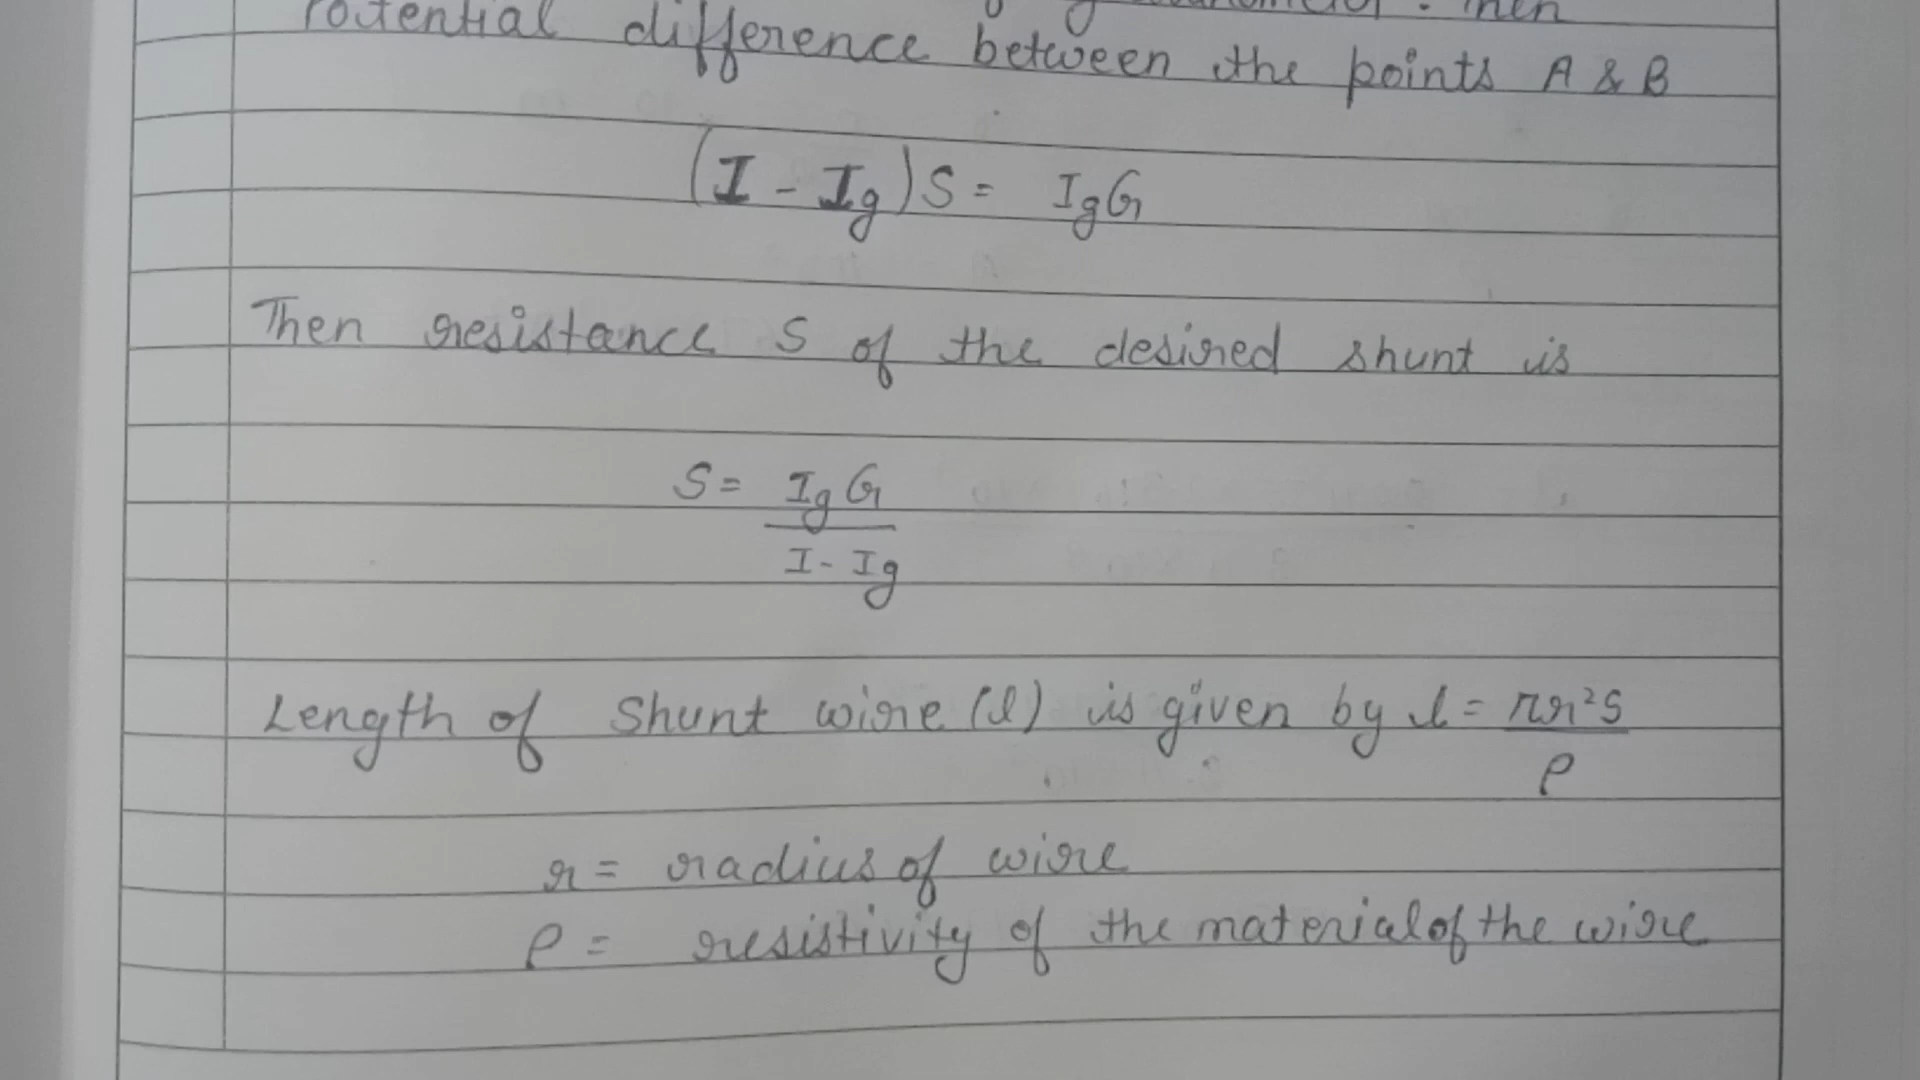 Potential difference between the points A & B
(I - Ig)S = IgG
Then resistance S of the desired shunt is
S = IgG
I - Ig
Length of Shunt wire (l) is given by l = πr²S
ρ
r = radius of wire
ρ = resistivity of the material of the wire